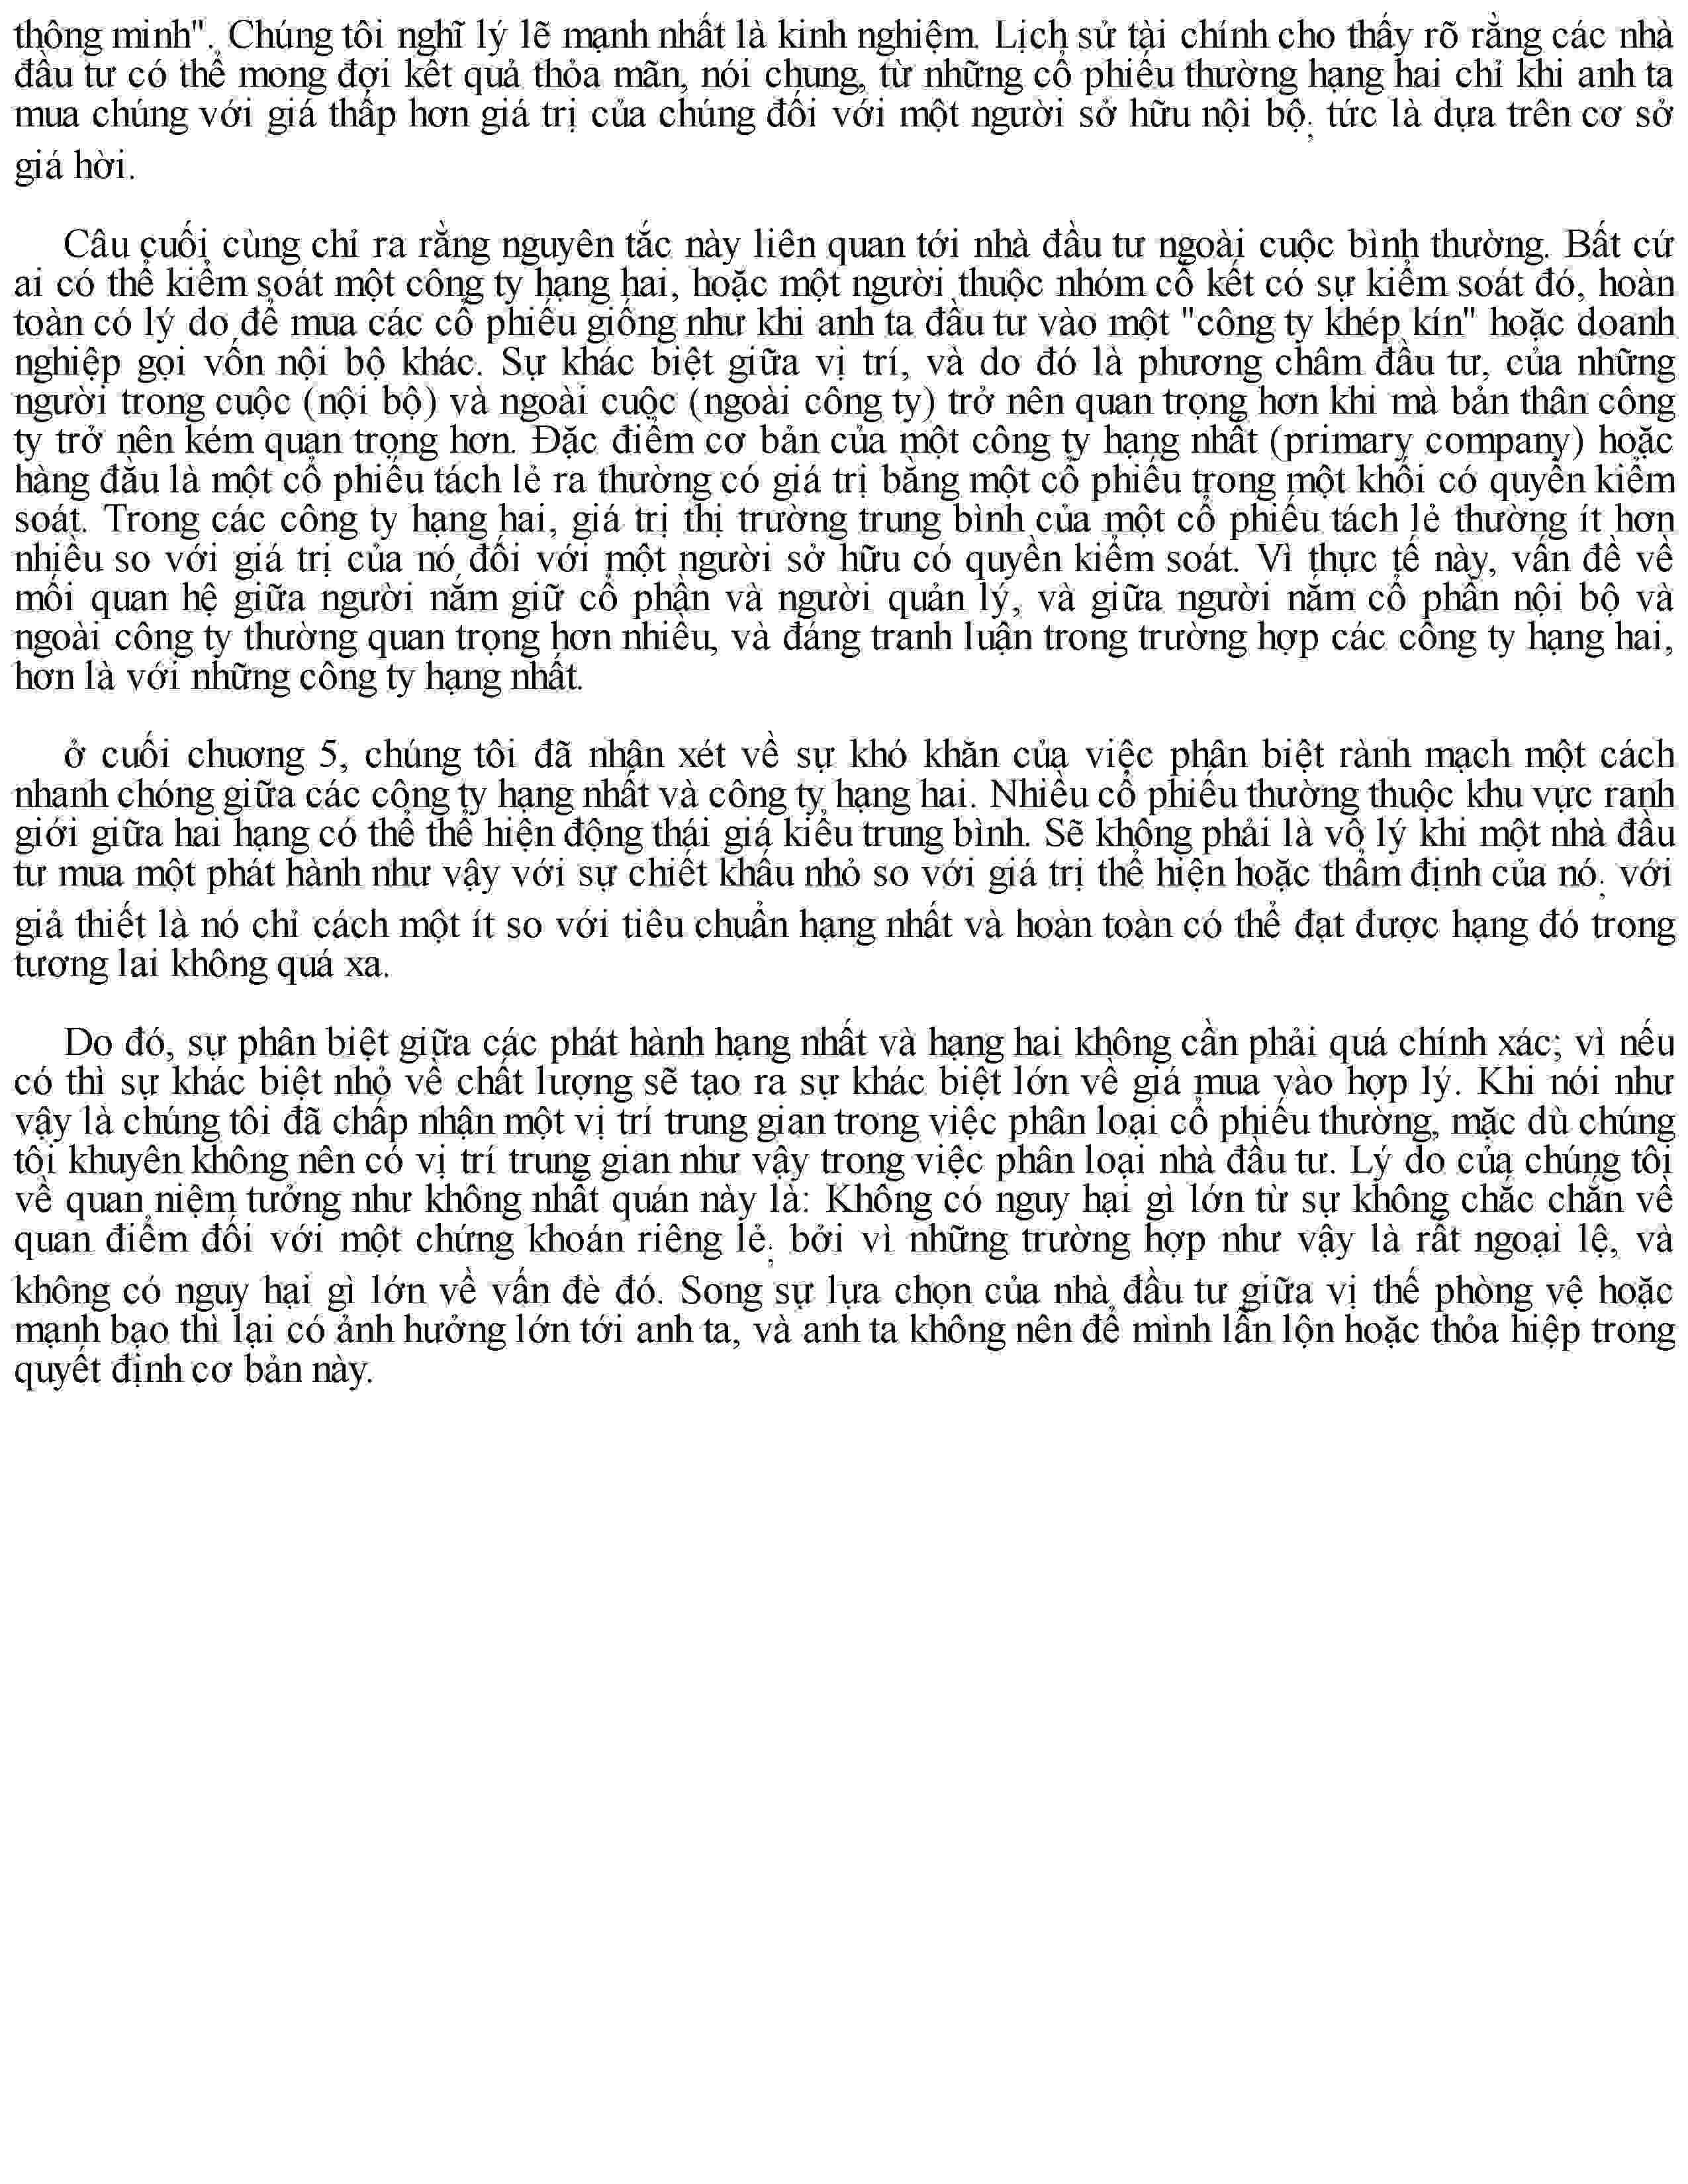 thông minh". Chúng tôi nghĩ lý lẽ mạnh nhất là kinh nghiệm. Lịch sử tài chính cho thấy rõ rằng các nhà
đầu tư có thể mong đợi kết quả thỏa mãn, nói chung, từ những cổ phiếu thường hạng hai chỉ khi anh ta
mua chúng với giá thấp hơn giá trị của chúng đối với một người sở hữu nội bộ; tức là dựa trên cơ sở
giá hời.
Câu cuối cùng chỉ ra rằng nguyên tắc này liên quan tới nhà đầu tư ngoài cuộc bình thường. Bất cứ
ai có thể kiểm soát một công ty hạng hai, hoặc một người thuộc nhóm cố kết có sự kiểm soát đó, hoàn
toàn có lý do để mua các cổ phiếu giống như khi anh ta đầu tư vào một "công ty khép kín" hoặc doanh
nghiệp gọi vốn nội bộ khác. Sự khác biệt giữa vị trí, và do đó là phương châm đầu tư, của những
người trong cuộc (nội bộ) và ngoài cuộc (ngoài công ty) trở nên quan trọng hơn khi mà bản thân công
ty trở nên kém quan trọng hơn. Đặc điểm cơ bản của một công ty hạng nhất (primary company) hoặc
hàng đầu là một cổ phiếu tách lẻ ra thường có giá trị bằng một cổ phiếu trong một khối có quyền kiểm
soát. Trong các công ty hạng hai, giá trị thị trường trung bình của một cổ phiếu tách lẻ thường ít hơn
nhiều so với giá trị của nó đối với một người sở hữu có quyền kiểm soát. Vì thực tế này, vấn đề về
mối quan hệ giữa người nắm giữ cổ phần và người quản lý, và giữa người nắm cổ phần nội bộ và
ngoài công ty thường quan trọng hơn nhiều, và đáng tranh luận trong trường hợp các công ty hạng hai,
hơn là với những công ty hạng nhất.
ở cuối chuơng 5, chúng tôi đã nhận xét về sự khó khăn của việc phân biệt rành mạch một cách
nhanh chóng giữa các công ty hạng nhất và công ty hạng hai. Nhiều cổ phiếu thường thuộc khu vực ranh
giới giữa hai hạng có thể thể hiện động thái giá kiểu trung bình. Sẽ không phải là vô lý khi một nhà đầu
tư mua một phát hành như vậy với sự chiết khấu nhỏ so với giá trị thể hiện hoặc thẩm định của nó; với
giả thiết là nó chỉ cách một ít so với tiêu chuẩn hạng nhất và hoàn toàn có thể đạt được hạng đó trong
tương lai không quá xa.
Do đó, sự phân biệt giữa các phát hành hạng nhất và hạng hai không cần phải quá chính xác; vì nếu
có thì sự khác biệt nhỏ về chất lượng sẽ tạo ra sự khác biệt lớn về giá mua vào hợp lý. Khi nói như
vậy là chúng tôi đã chấp nhận một vị trí trung gian trong việc phân loại cổ phiếu thường, mặc dù chúng
tôi khuyên không nên có vị trí trung gian như vậy trong việc phân loại nhà đầu tư. Lý do của chúng tôi
về quan niệm tưởng như không nhất quán này là: Không có nguy hại gì lớn từ sự không chắc chắn về
quan điểm đối với một chứng khoán riêng lẻ; bởi vì những trường hợp như vậy là rất ngoại lệ, và
không có nguy hại gì lớn về vấn đè đó. Song sự lựa chọn của nhà đầu tư giữa vị thế phòng vệ hoặc
mạnh bạo thì lại có ảnh hưởng lớn tới anh ta, và anh ta không nên để mình lẫn lộn hoặc thỏa hiệp trong
quyết định cơ bản này.